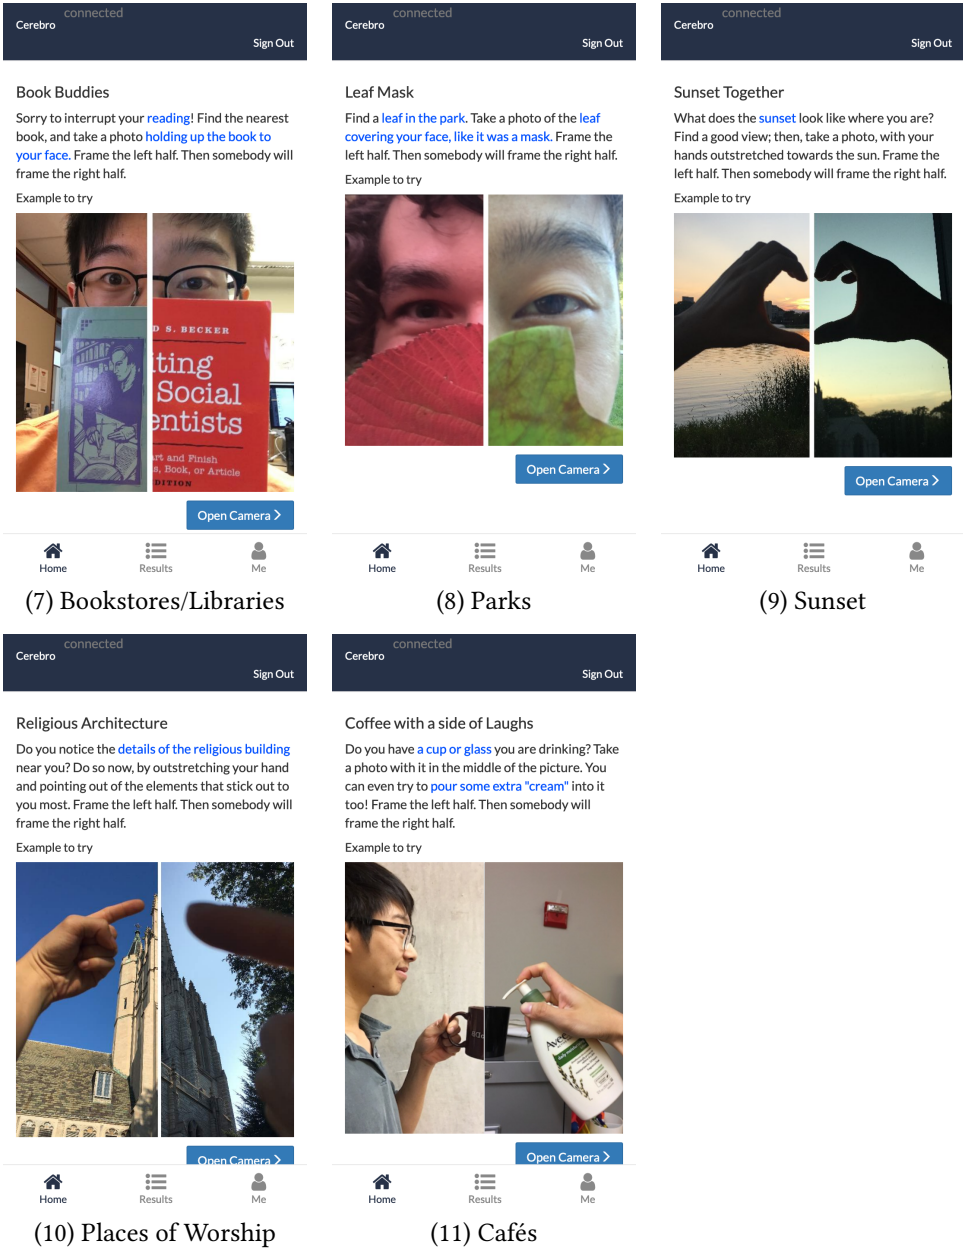 connected
Cerebro
Sign Out
Book Buddies
Sorry to interrupt your reading! Find the nearest
book, and take a photo holding up the book to
your face. Frame the left half. Then somebody will
frame the right half.
Example to try
D S. BECKER
iting
Social
entists
art and Finish
s, Book, or Article
DITION
Open Camera
Home
Results
Me
(7) Bookstores/Libraries
connected
Cerebro
Sign Out
Leaf Mask
Find a leaf in the park. Take a photo of the leaf
covering your face, like it was a mask. Frame the
left half. Then somebody will frame the right half.
Example to try
Open Camera
Home
Results
Me
(8) Parks
connected
Cerebro
Sign Out
Sunset Together
What does the sunset look like where you are?
Find a good view; then, take a photo, with your
hands outstretched towards the sun. Frame the
left half. Then somebody will frame the right half.
Example to try
Open Camera
Home
Results
Me
(9) Sunset
connected
Cerebro
Sign Out
Religious Architecture
Do you notice the details of the religious building
near you? Do so now, by outstretching your hand
and pointing out of the elements that stick out to
you most. Frame the left half. Then somebody will
frame the right half.
Example to try
Open Camera
Home
Results
Me
(10) Places of Worship
connected
Cerebro
Sign Out
Coffee with a side of Laughs
Do you have a cup or glass you are drinking? Take
a photo with it in the middle of the picture. You
can even try to pour some extra "cream" into it
too! Frame the left half. Then somebody will
frame the right half.
Example to try
Open Camera
Home
Results
Me
(11) Cafés